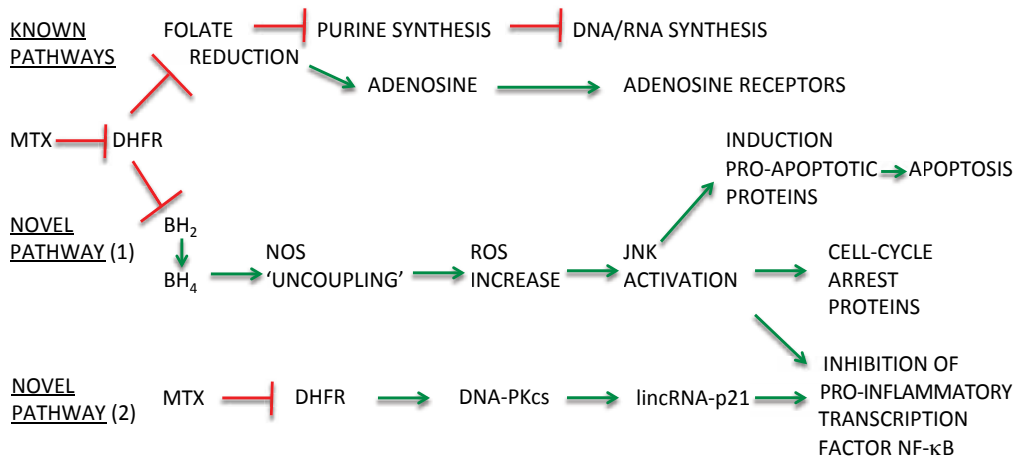 KNOWN PATHWAYS
FOLATE REDUCTION
PURINE SYNTHESIS
DNA/RNA SYNTHESIS
ADENOSINE
ADENOSINE RECEPTORS
MTX
DHFR
INDUCTION
PRO-APOPTOTIC
PROTEINS
APOPTOSIS
NOVEL
PATHWAY (1)
BH₂
BH₄
NOS
‘UNCOUPLING’
ROS
INCREASE
JNK
ACTIVATION
CELL-CYCLE
ARREST
PROTEINS
NOVEL
PATHWAY (2)
MTX
DHFR
DNA-PKcs
lincRNA-p21
INHIBITION OF
PRO-INFLAMMATORY
TRANSCRIPTION
FACTOR NF-κB